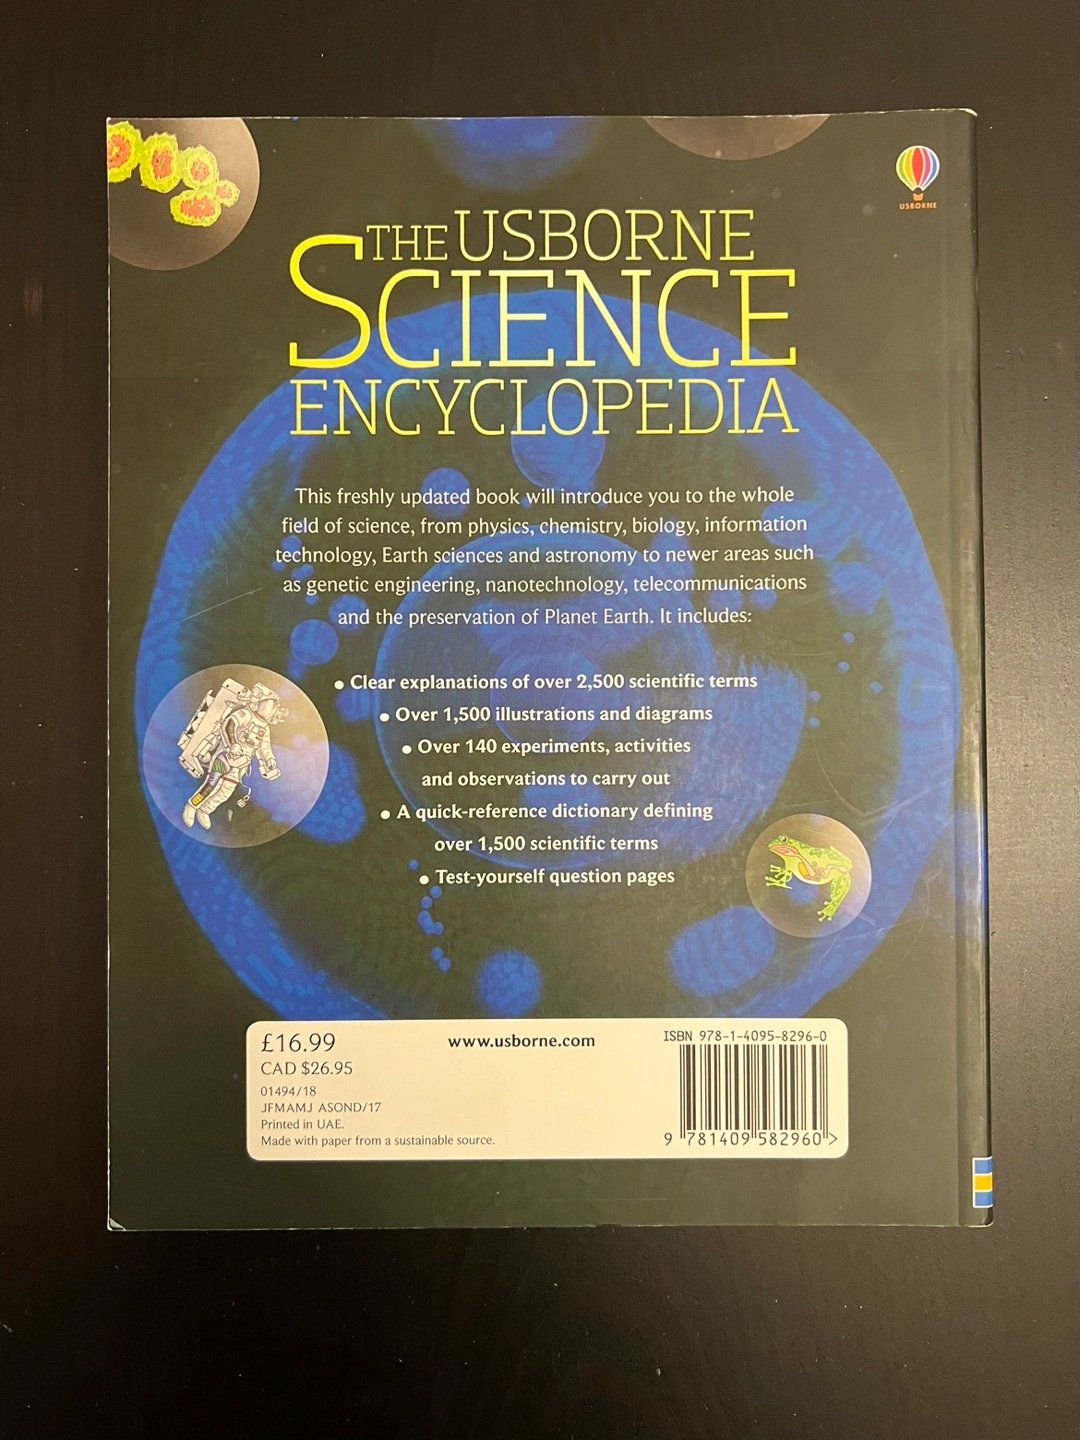 USBORNE
THE USBORNE
SCIENCE
ENCYCLOPEDIA
This freshly updated book will introduce you to the whole
field of science, from physics, chemistry, biology, information
technology, Earth sciences and astronomy to newer areas such
as genetic engineering, nanotechnology, telecommunications
and the preservation of Planet Earth. It includes:
• Clear explanations of over 2,500 scientific terms
• Over 1,500 illustrations and diagrams
• Over 140 experiments, activities
and observations to carry out
• A quick-reference dictionary defining
over 1,500 scientific terms
• Test-yourself question pages
£16.99
CAD $26.95
01494/18
JFMAMJ ASOND/17
Printed in UAE.
Made with paper from a sustainable source.
www.usborne.com
ISBN 978-1-4095-8296-0
9 781409 582960 >